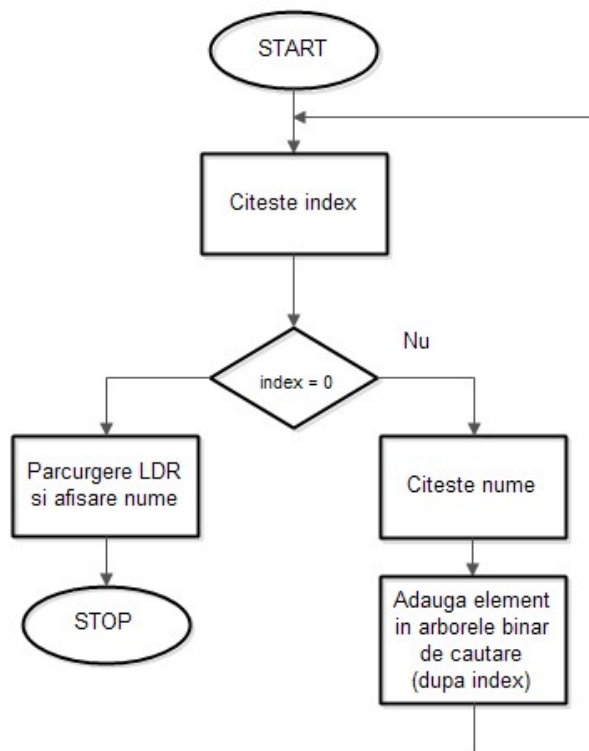 START
Citeste index
Nu
index = 0
Parcurgere LDR
si afisare nume
Citeste nume
STOP
Adauga element
in arborele binar
de cautare
(dupa index)